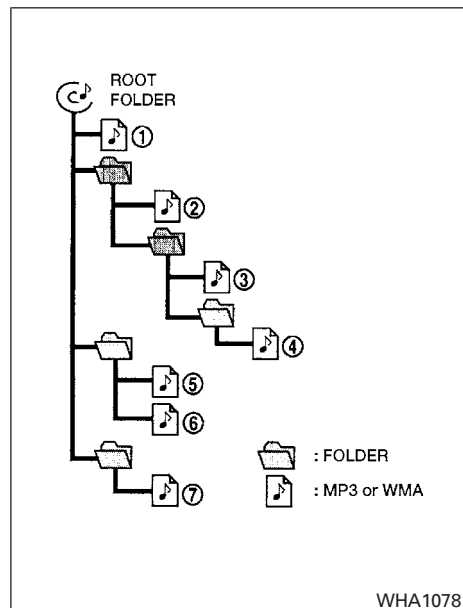 ROOT
FOLDER
①
②
③
④
⑤
⑥
⑦
: FOLDER
: MP3 or WMA
WHA1078